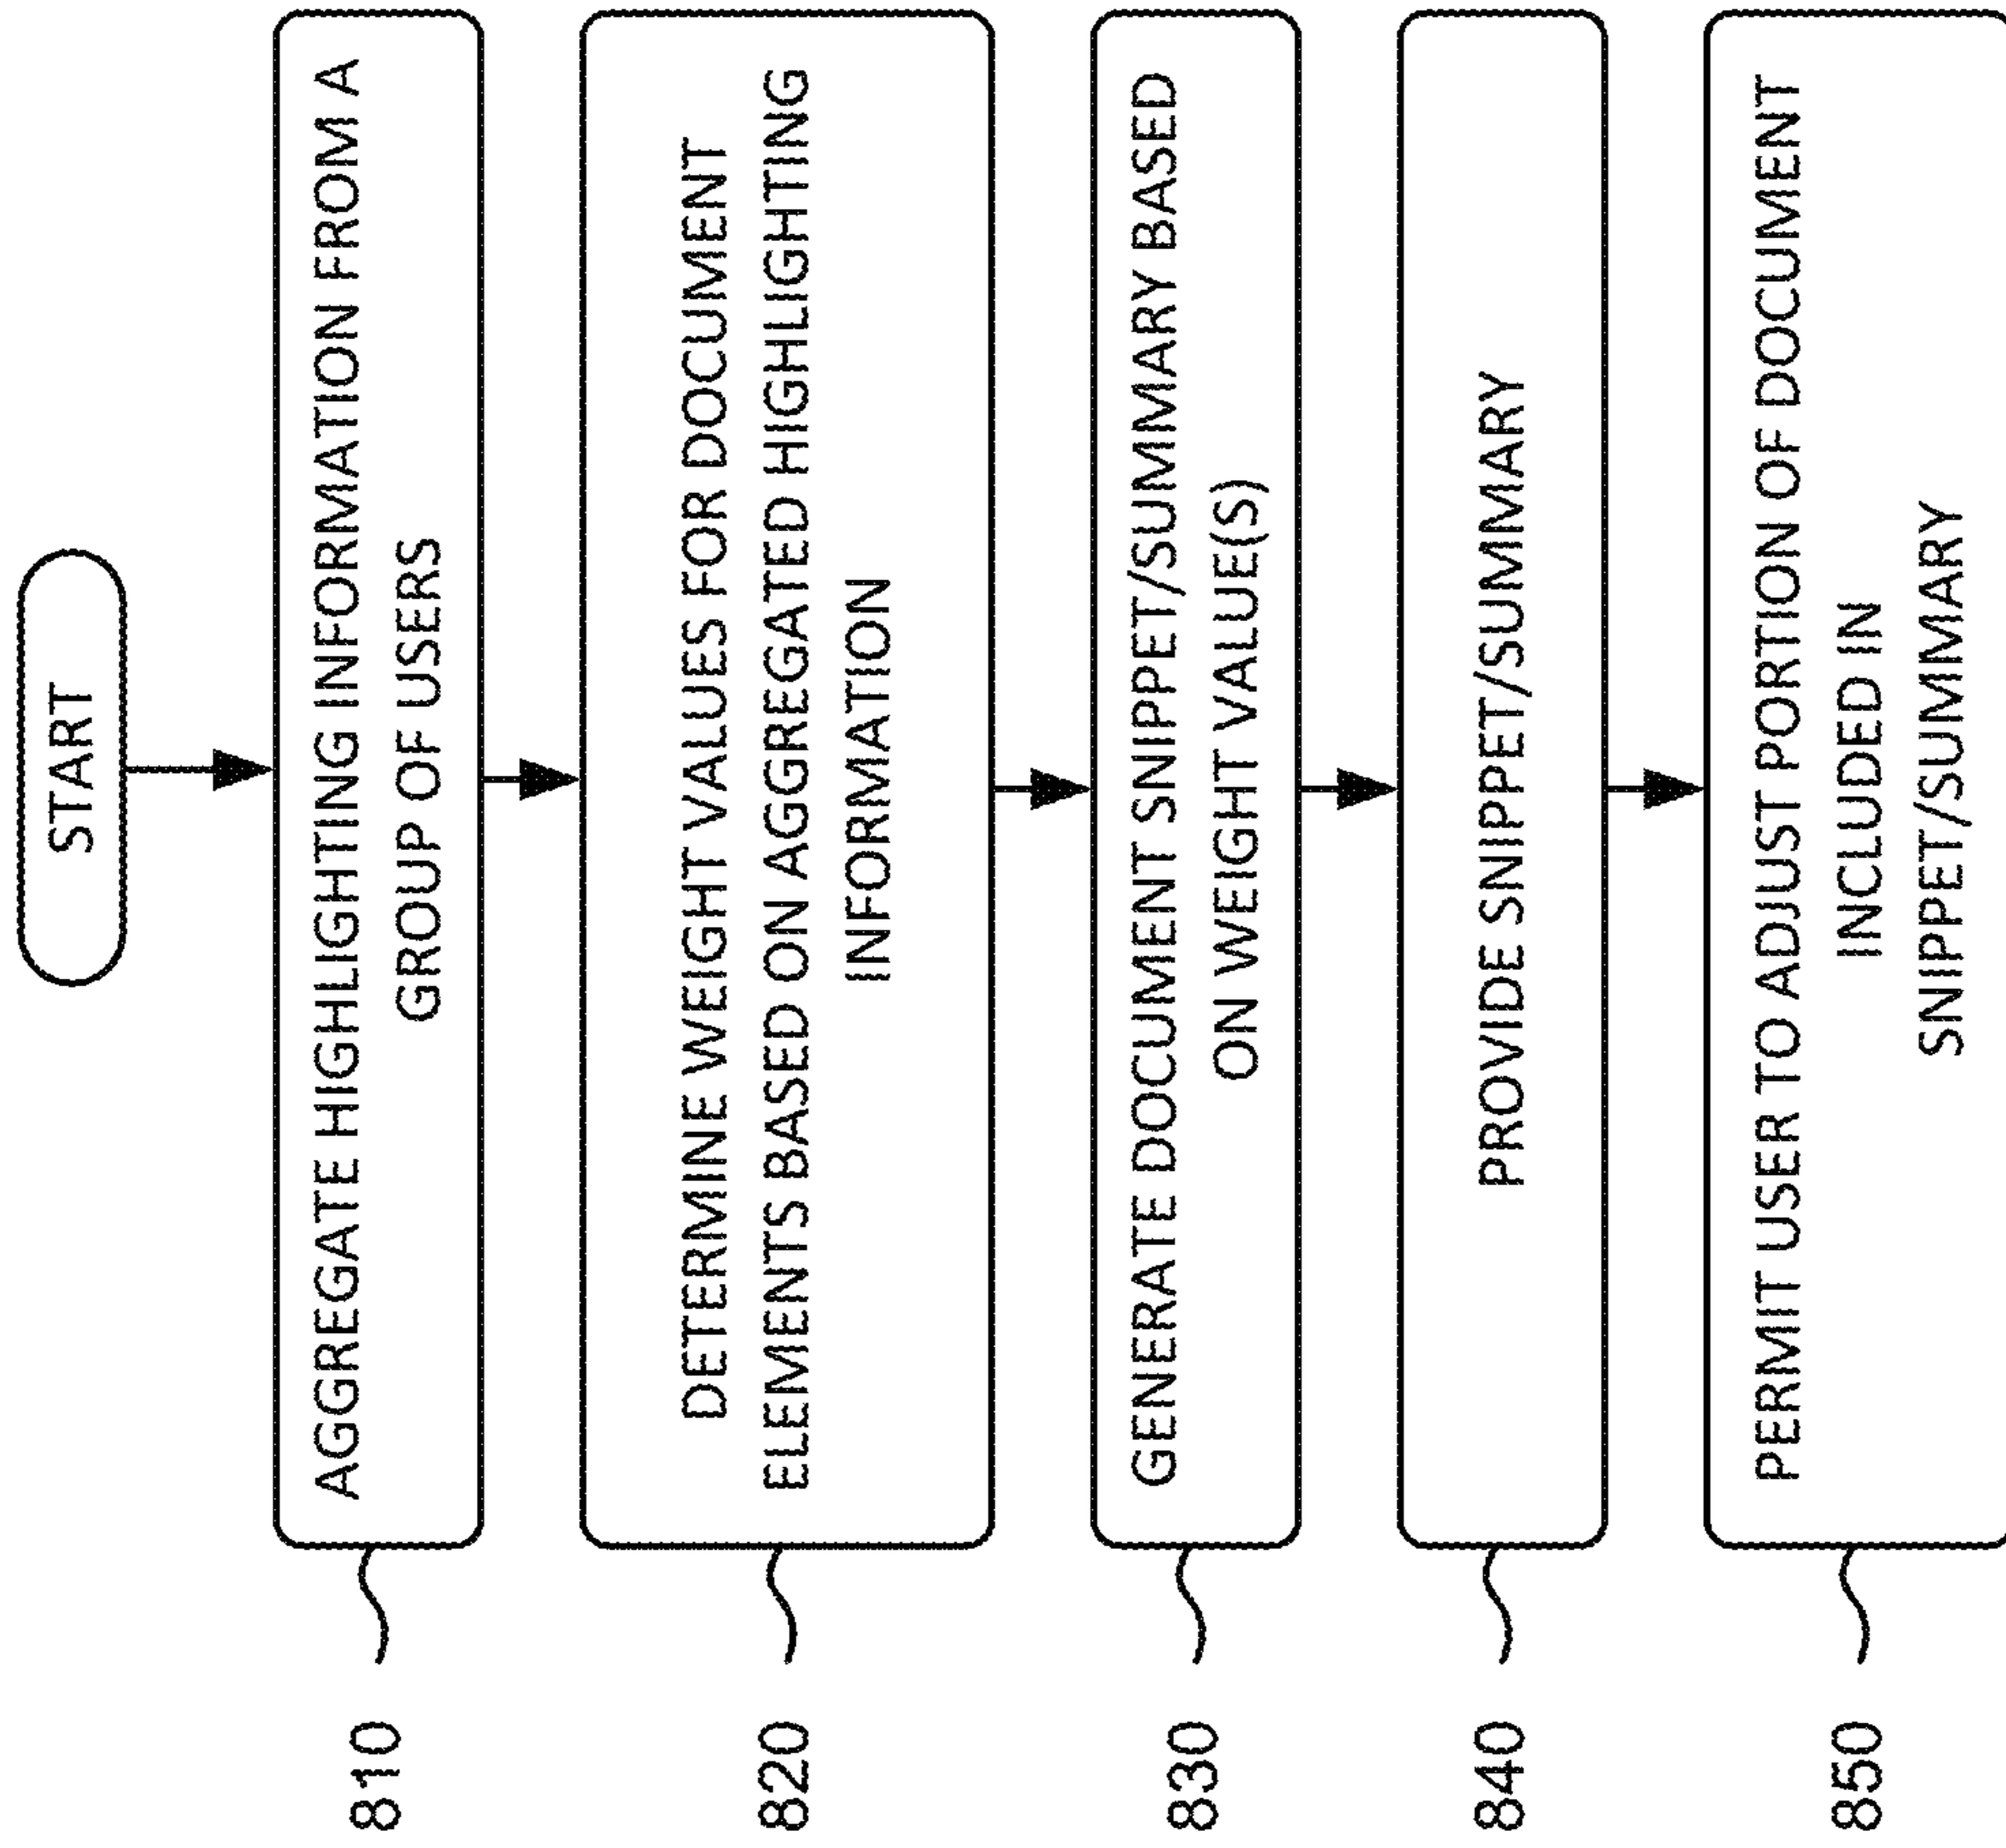 START
810
AGGREGATE HIGHLIGHTING INFORMATION FROM A
GROUP OF USERS
820
DETERMINE WEIGHT VALUES FOR DOCUMENT
ELEMENTS BASED ON AGGREGATED HIGHLIGHTING
INFORMATION
830
GENERATE DOCUMENT SNIPPET/SUMMARY BASED
ON WEIGHT VALUE(S)
840
PROVIDE SNIPPET/SUMMARY
850
PERMIT USER TO ADJUST PORTION OF DOCUMENT
INCLUDED IN
SNIPPET/SUMMARY